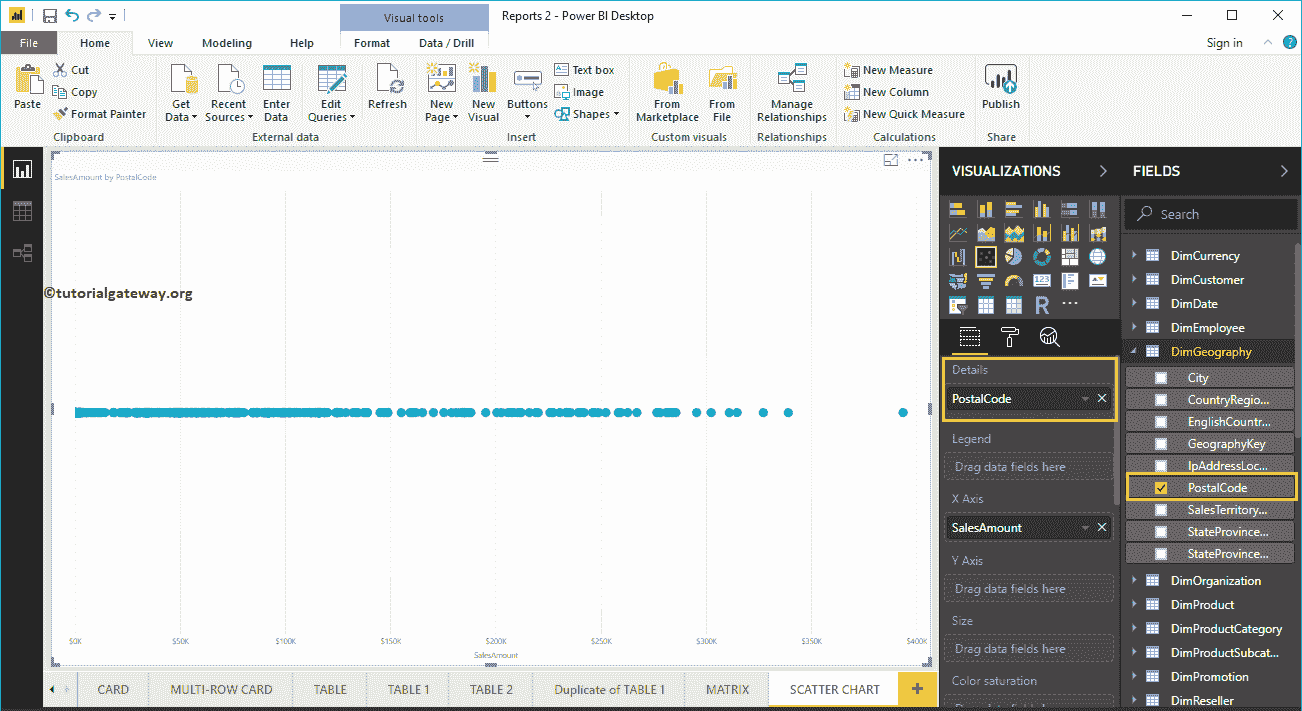 Visual tools
Reports 2 - Power BI Desktop
File
Home
View
Modeling
Help
Format
Data / Drill
Sign in
?
Paste
Cut
Copy
Format Painter
Clipboard
Get Data
Recent Sources
Enter Data
Edit Queries
External data
Refresh
New Page
New Visual
Buttons
Text box
Image
Shapes
Insert
From Marketplace
From File
Custom visuals
Manage Relationships
Relationships
New Measure
New Column
New Quick Measure
Calculations
Publish
Share
SalesAmount by PostalCode
©tutorialgateway.org
$0K
$50K
$100K
$150K
$200K
$250K
$300K
$350K
$400K
SalesAmount
CARD
MULTI-ROW CARD
TABLE
TABLE 1
TABLE 2
Duplicate of TABLE 1
MATRIX
SCATTER CHART
+
VISUALIZATIONS
123
R
Details
PostalCode
Legend
Drag data fields here
X Axis
SalesAmount
Y Axis
Drag data fields here
Size
Drag data fields here
Color saturation
FIELDS
Search
DimCurrency
DimCustomer
DimDate
DimEmployee
DimGeography
City
CountryRegio...
EnglishCountr...
GeographyKey
IpAddressLoc...
PostalCode
SalesTerritory...
StateProvince...
StateProvince...
DimOrganization
DimProduct
DimProductCategory
DimProductSubcat...
DimPromotion
DimReseller